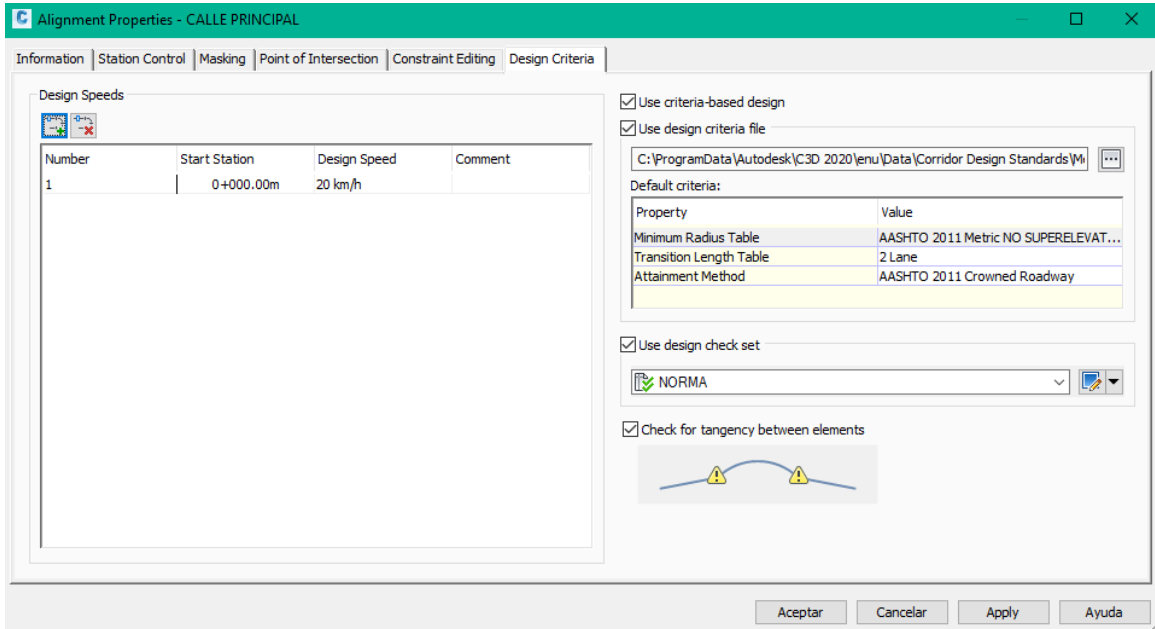 Alignment Properties - CALLE PRINCIPAL
Information Station Control Masking Point of Intersection Constraint Editing Design Criteria
Design Speeds
Number Start Station Design Speed Comment
1 0+000.00m 20 km/h
Use criteria-based design
Use design criteria file
C:\ProgramData\Autodesk\C3D 2020\enu\Data\Corridor Design Standards\M
Default criteria:
Property Value
Minimum Radius Table AASHTO 2011 Metric NO SUPERELEVAT...
Transition Length Table 2 Lane
Attainment Method AASHTO 2011 Crowned Roadway
Use design check set
NORMA
Check for tangency between elements
Aceptar Cancelar Apply Ayuda